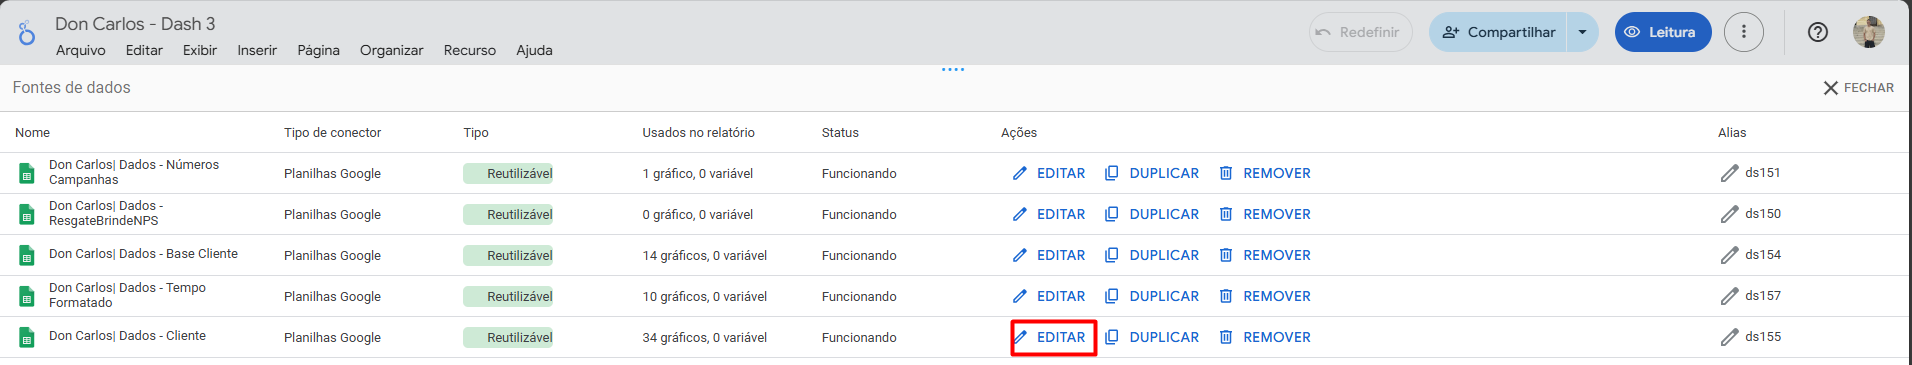 Don Carlos - Dash 3
Arquivo Editar Exibir Inserir Página Organizar Recurso Ajuda
Redefinir Compartilhar Leitura
Fontes de dados FECHAR
Nome Tipo de conector Tipo Usados no relatório Status Ações Alias
Don Carlos| Dados - Números
Campanhas
Planilhas Google Reutilizável 1 gráfico, 0 variável Funcionando EDITAR DUPLICAR REMOVER ds151
Don Carlos| Dados -
ResgateBrindeNPS
Planilhas Google Reutilizável 0 gráfico, 0 variável Funcionando EDITAR DUPLICAR REMOVER ds150
Don Carlos| Dados - Base Cliente Planilhas Google Reutilizável 14 gráficos, 0 variável Funcionando EDITAR DUPLICAR REMOVER ds154
Don Carlos| Dados - Tempo
Formatado
Planilhas Google Reutilizável 10 gráficos, 0 variável Funcionando EDITAR DUPLICAR REMOVER ds157
Don Carlos| Dados - Cliente Planilhas Google Reutilizável 34 gráficos, 0 variável Funcionando EDITAR DUPLICAR REMOVER ds155